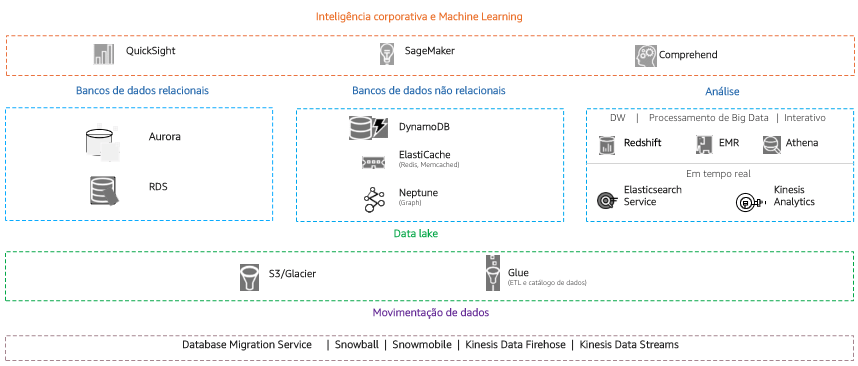 Inteligência corporativa e Machine Learning
QuickSight
SageMaker
Comprehend
Bancos de dados relacionais
Aurora
RDS
Bancos de dados não relacionais
DynamoDB
ElastiCache
(Redis, Memcached)
Neptune
(Graph)
Análise
DW | Processamento de Big Data | Interativo
Redshift
EMR
Athena
Em tempo real
Elasticsearch
Service
Kinesis
Analytics
Data lake
S3/Glacier
Glue
(ETL e catálogo de dados)
Movimentação de dados
Database Migration Service | Snowball | Snowmobile | Kinesis Data Firehose | Kinesis Data Streams